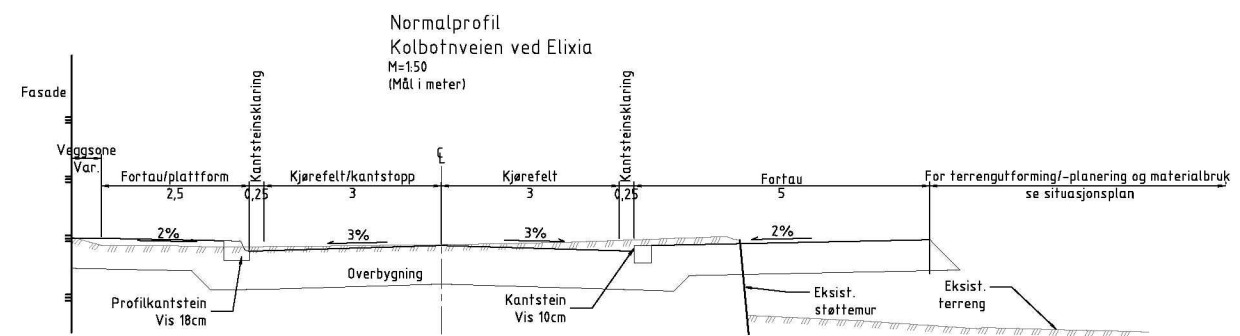 Normalprofil
Kolbotnveien ved Elixia
M=1:50
(Mål i meter)
Fasade
Kantsteinsklaring
Kantsteinsklaring
Veggsone
Var.
Fortau/plattform
2,5
0,25
Kjørefelt/kantstopp
3
Kjørefelt
3
0,25
Fortau
5
For terrengutforming/-planering og materialbruk
se situasjonsplan
2%
3%
3%
2%
Overbygning
Profilkantstein
Vis 18cm
Kantstein
Vis 10cm
Eksist.
støttemur
Eksist.
terreng